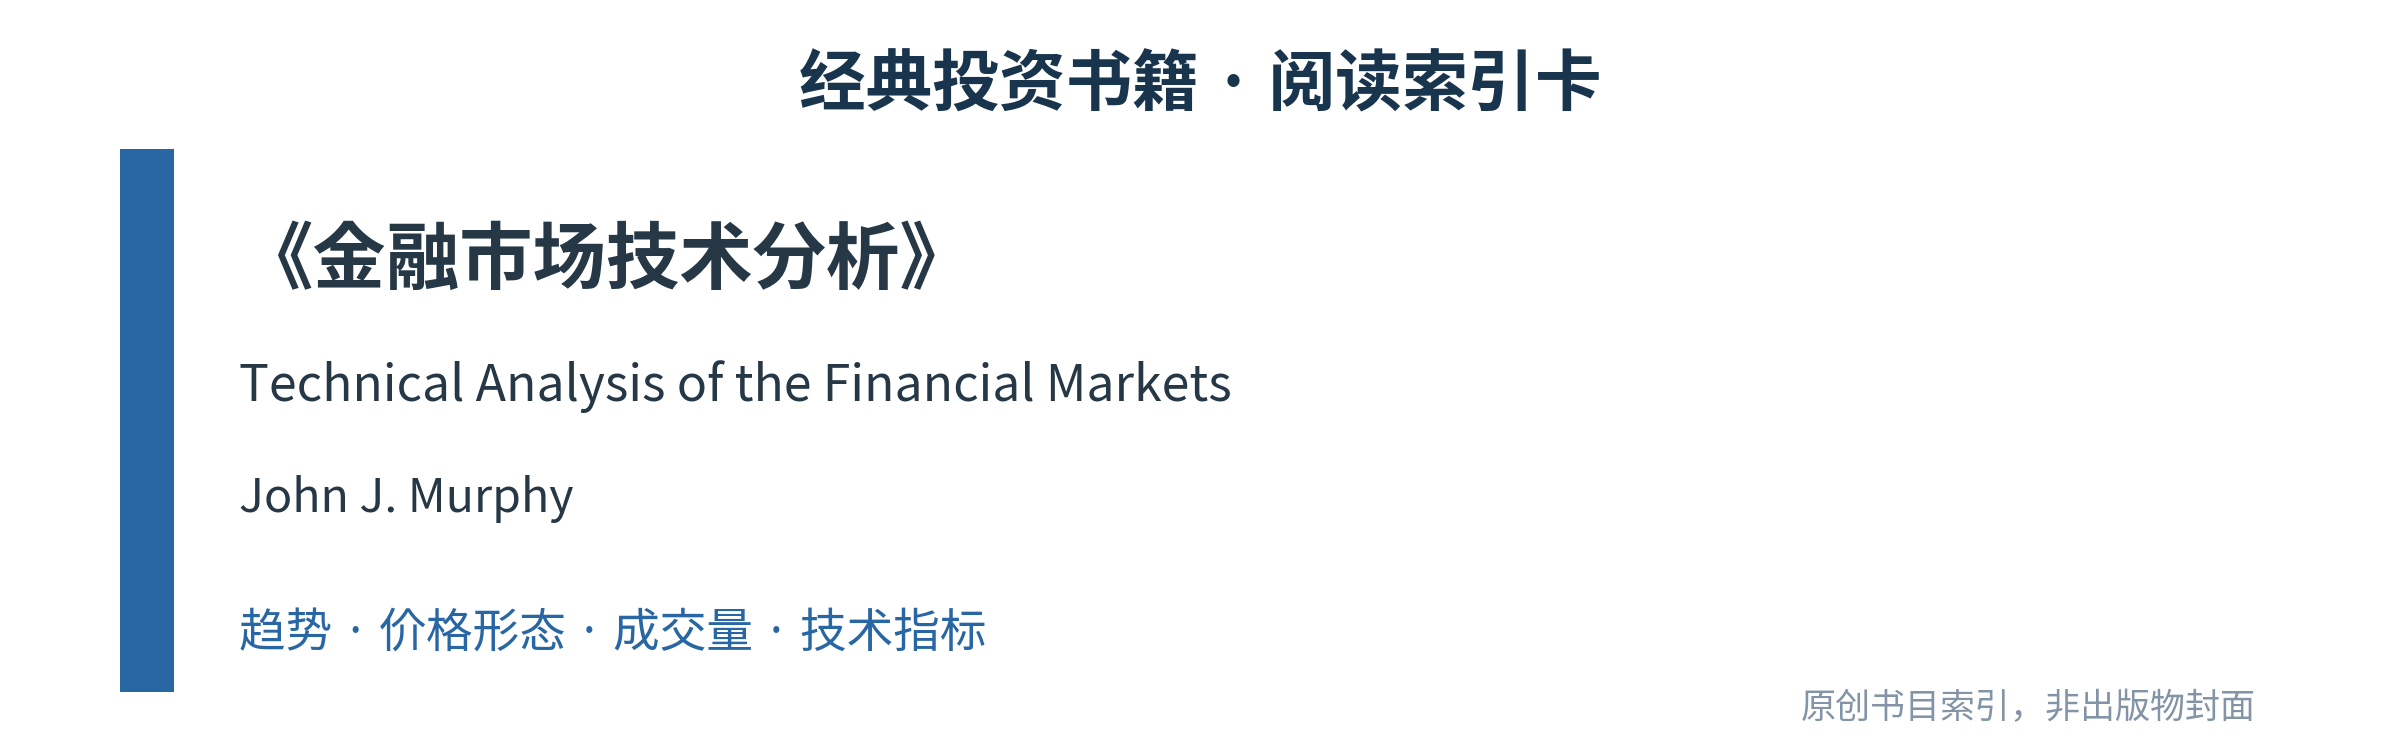 经典投资书籍 · 阅读索引卡
《金融市场技术分析》
Technical Analysis of the Financial Markets
John J. Murphy
趋势 · 价格形态 · 成交量 · 技术指标
原创书目索引，非出版物封面